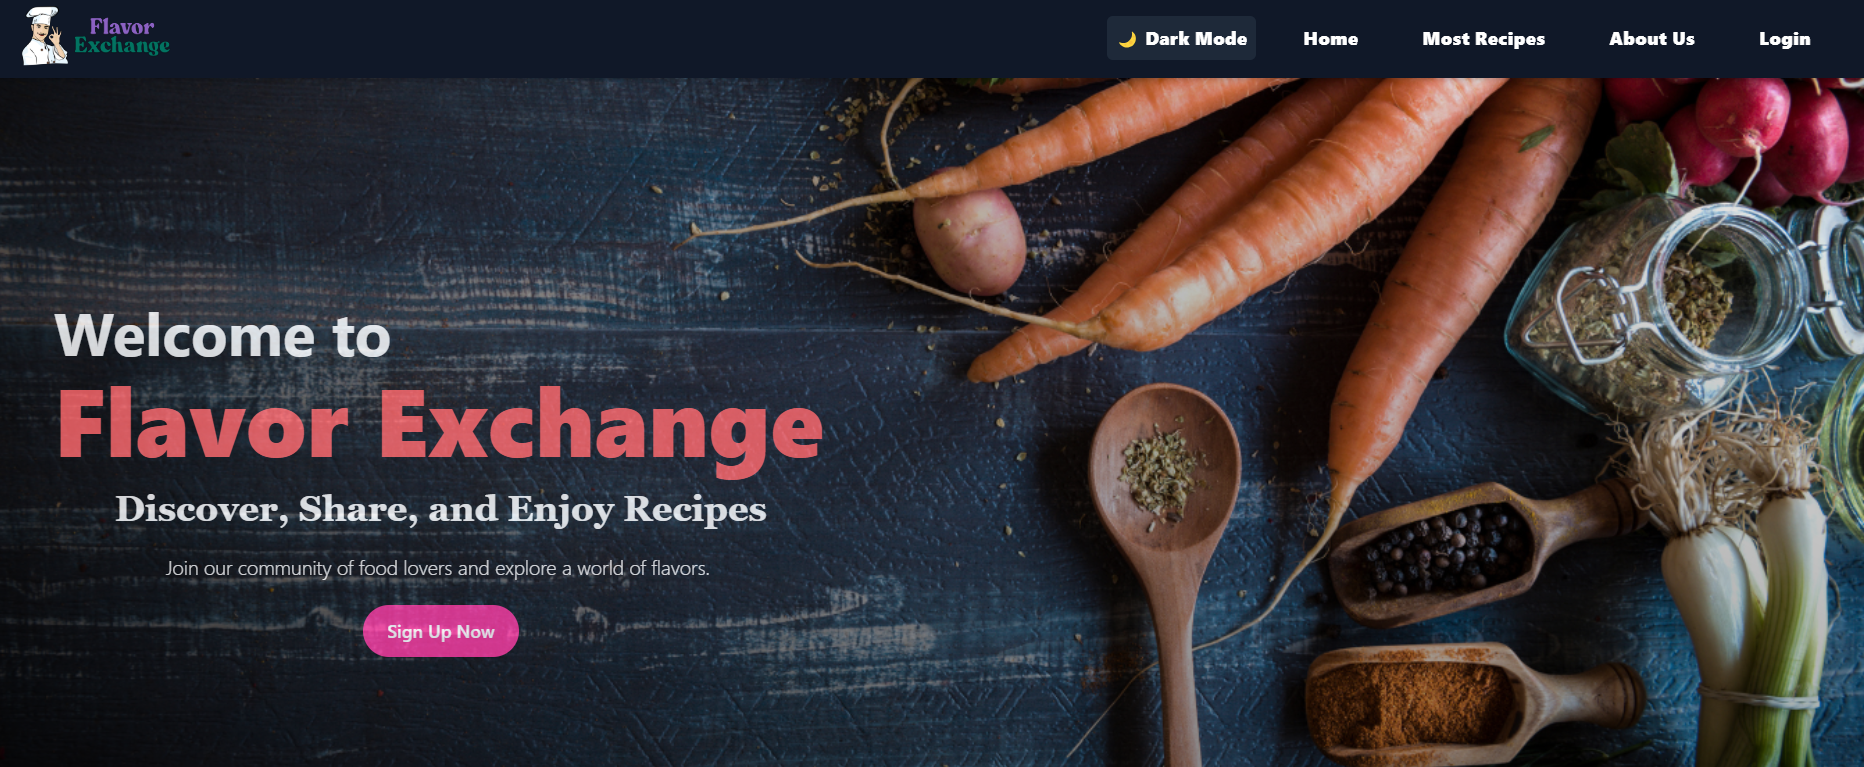 Flavor
Exchange
Dark Mode
Home
Most Recipes
About Us
Login
Welcome to
Flavor Exchange
Discover, Share, and Enjoy Recipes
Join our community of food lovers and explore a world of flavors.
Sign Up Now